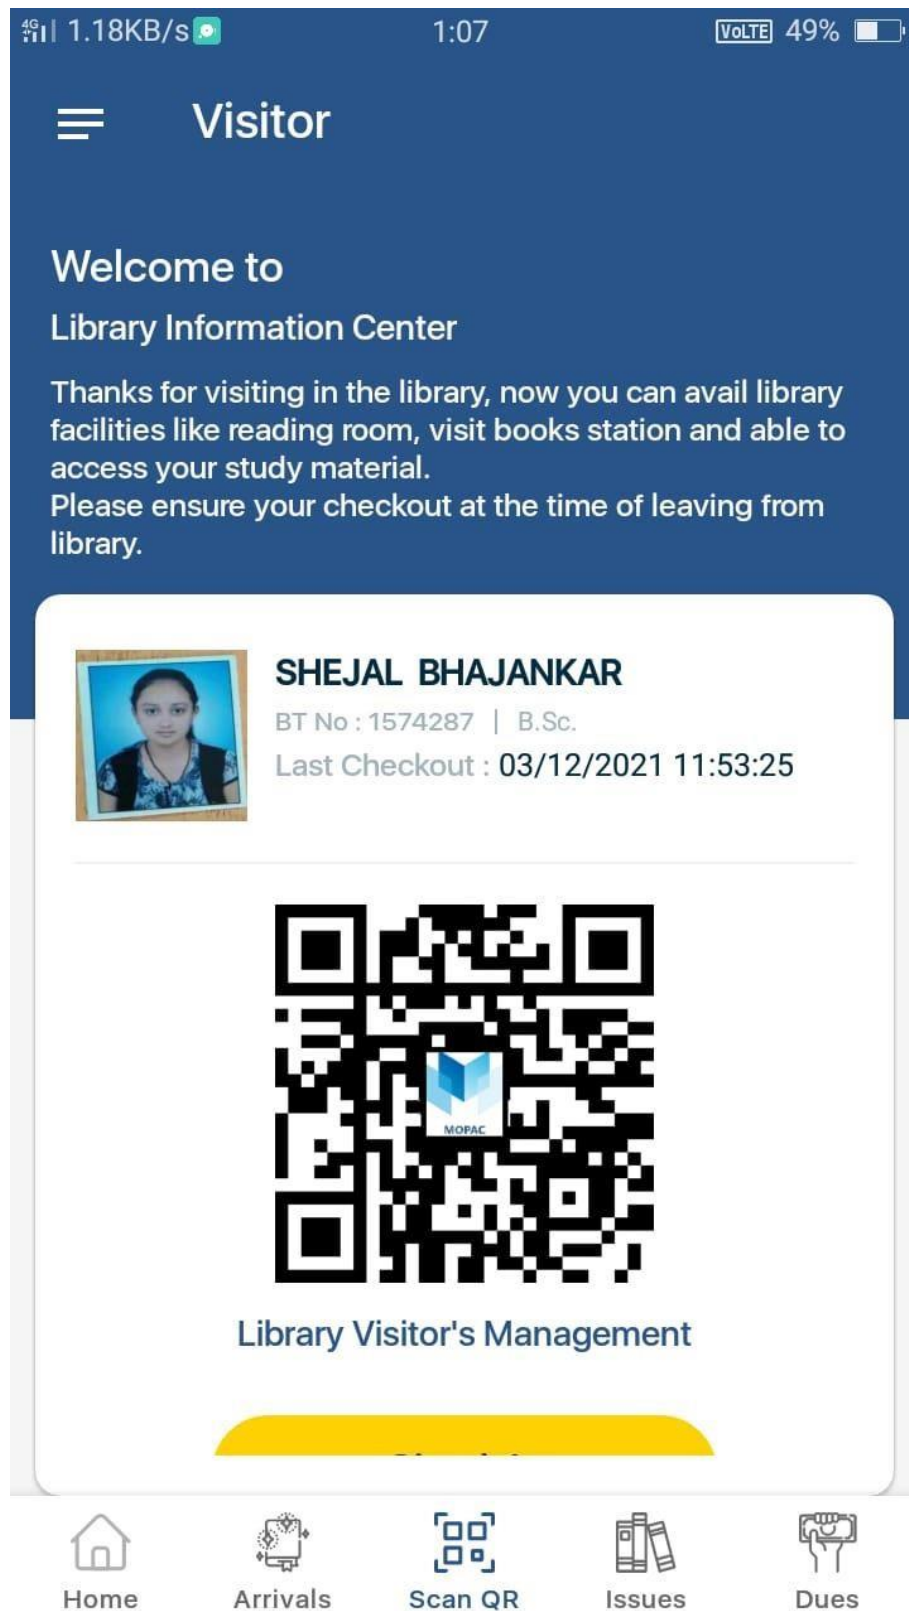 4G 1.18KB/s 1:07 VoLTE 49%
Visitor
Welcome to
Library Information Center
Thanks for visiting in the library, now you can avail library
facilities like reading room, visit books station and able to
access your study material.
Please ensure your checkout at the time of leaving from
library.
SHEJAL BHAJANKAR
BT No : 1574287 | B.Sc.
Last Checkout : 03/12/2021 11:53:25
MOPAC
Library Visitor's Management
Home Arrivals Scan QR Issues Dues